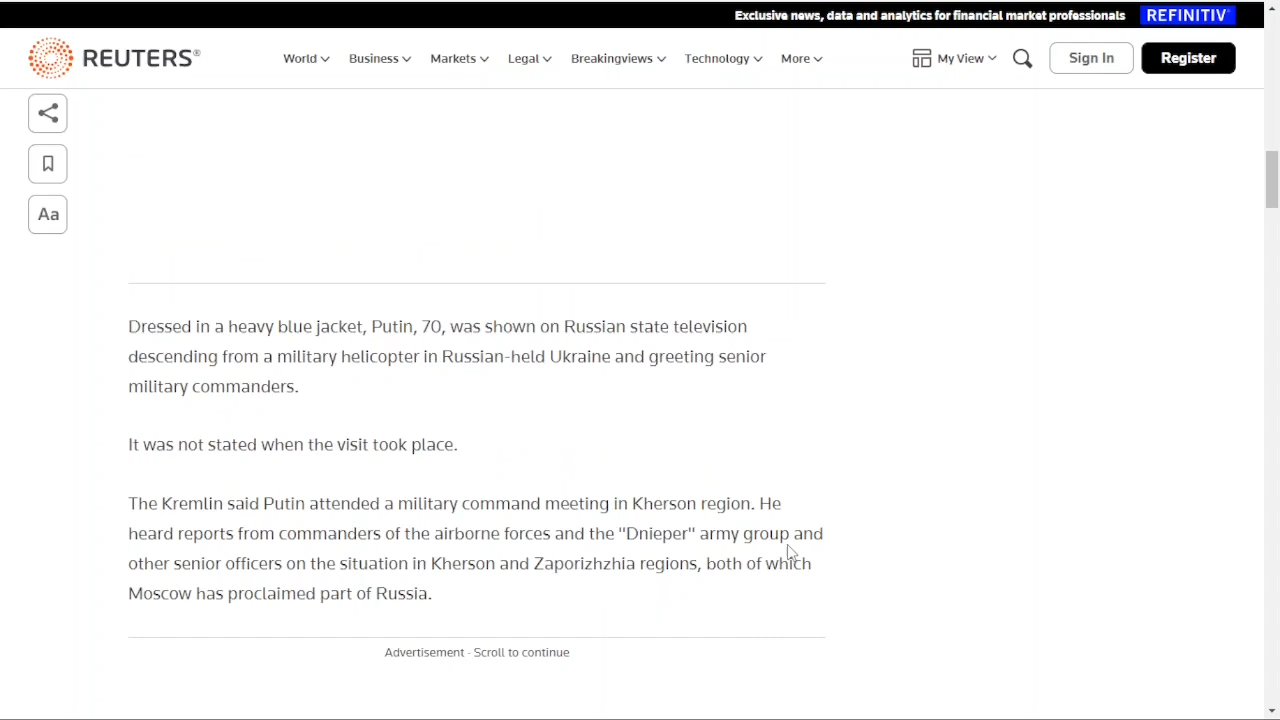 Exclusive news, data and analytics for financial market professionals REFINITIV
REUTERS®
World Business Markets Legal Breakingviews Technology More My View Sign In Register
Aa
Dressed in a heavy blue jacket, Putin, 70, was shown on Russian state television
descending from a military helicopter in Russian-held Ukraine and greeting senior
military commanders.
It was not stated when the visit took place.
The Kremlin said Putin attended a military command meeting in Kherson region. He
heard reports from commanders of the airborne forces and the "Dnieper" army group and
other senior officers on the situation in Kherson and Zaporizhzhia regions, both of which
Moscow has proclaimed part of Russia.
Advertisement · Scroll to continue